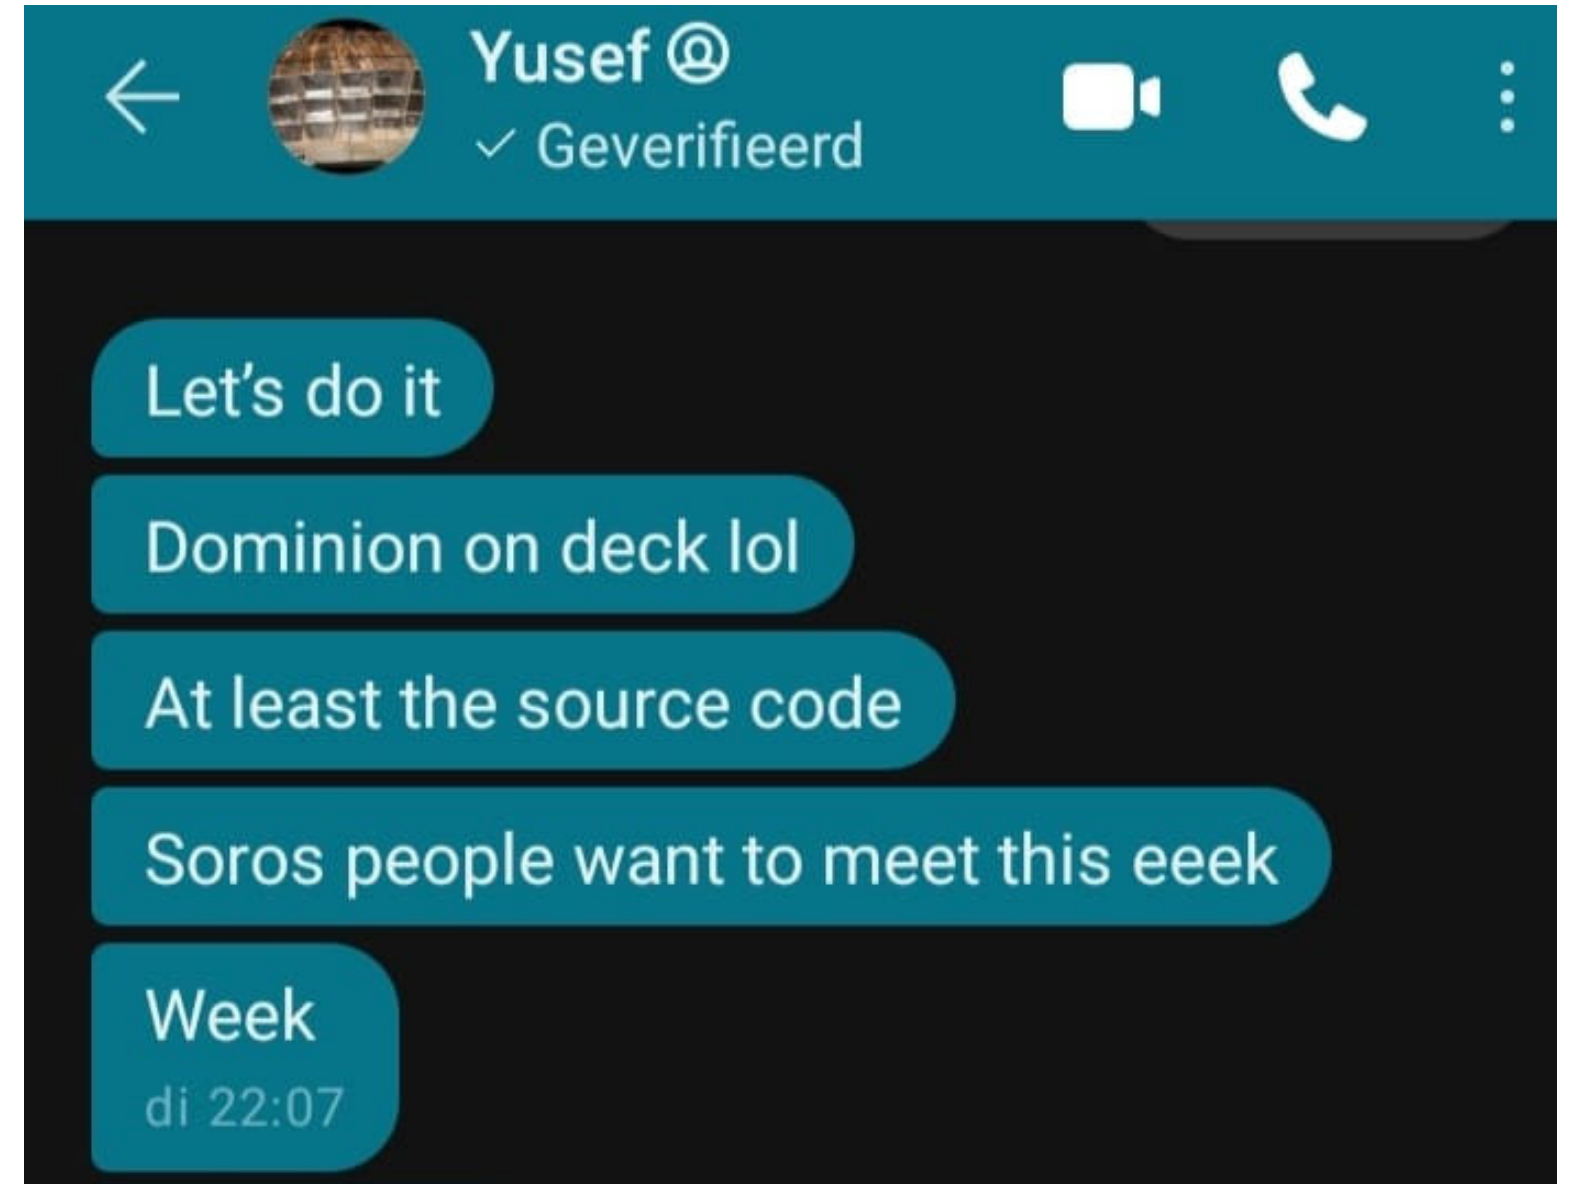 Yusef
Geverifieerd
Let's do it
Dominion on deck lol
At least the source code
Soros people want to meet this eeek
Week
di 22:07